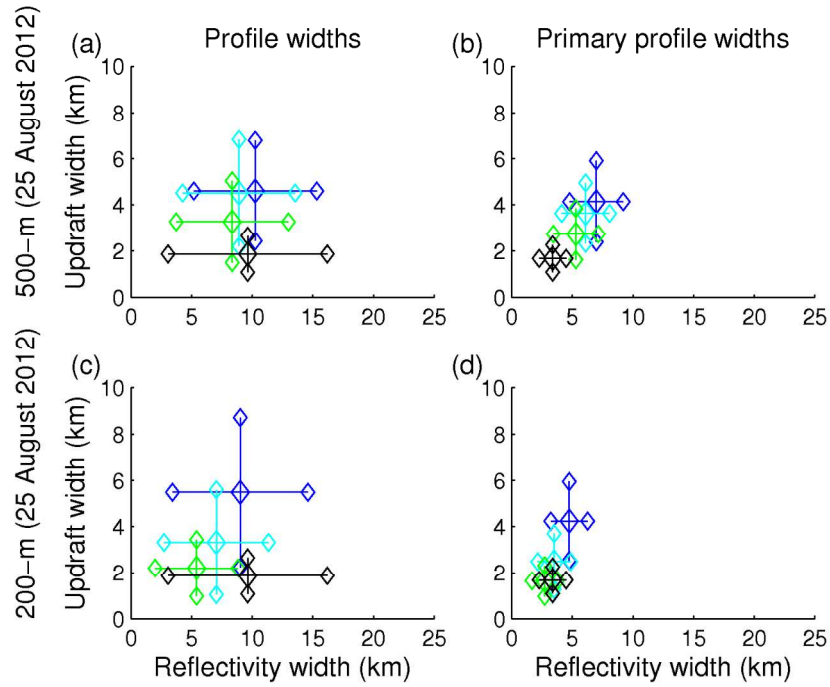 (a) Profile widths (b) Primary profile widths
500-m (25 August 2012)
Updraft width (km)
10
8
6
4
2
0
0 5 10 15 20 25
10
8
6
4
2
0
0 5 10 15 20 25
(c) (d)
200-m (25 August 2012)
Updraft width (km)
10
8
6
4
2
0
0 5 10 15 20 25
Reflectivity width (km)
10
8
6
4
2
0
0 5 10 15 20 25
Reflectivity width (km)